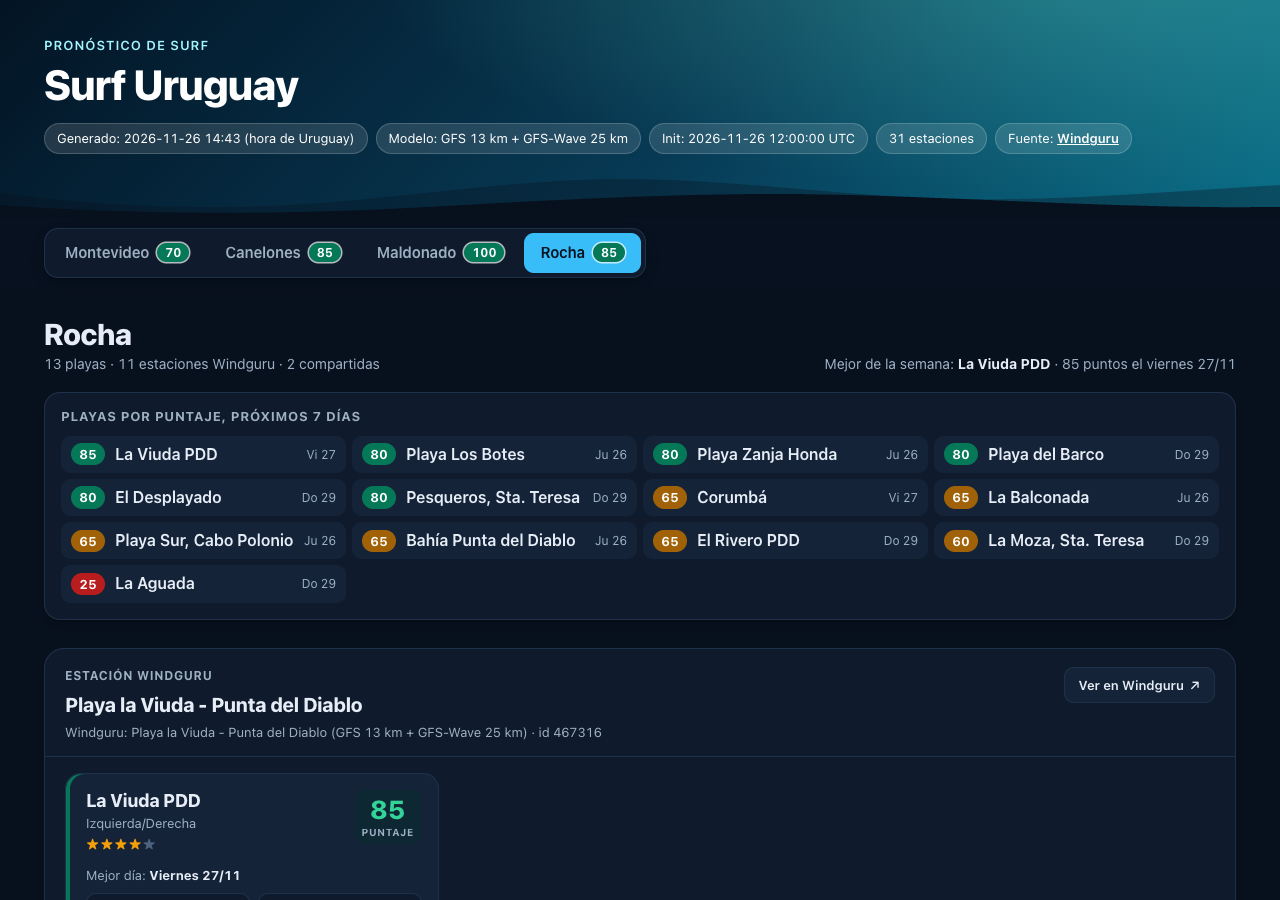 PRONÓSTICO DE SURF
Surf Uruguay
Generado: 2026-11-26 14:43 (hora de Uruguay)
Modelo: GFS 13 km + GFS-Wave 25 km
Init: 2026-11-26 12:00:00 UTC
31 estaciones
Fuente: Windguru
Montevideo 70
Canelones 85
Maldonado 100
Rocha 85
Rocha
13 playas · 11 estaciones Windguru · 2 compartidas
Mejor de la semana: La Viuda PDD · 85 puntos el viernes 27/11
PLAYAS POR PUNTAJE, PRÓXIMOS 7 DÍAS
85 La Viuda PDD Vi 27
80 Playa Los Botes Ju 26
80 Playa Zanja Honda Ju 26
80 Playa del Barco Do 29
80 El Desplayado Do 29
80 Pesqueros, Sta. Teresa Do 29
65 Corumbá Vi 27
65 La Balconada Ju 26
65 Playa Sur, Cabo Polonio Ju 26
65 Bahía Punta del Diablo Ju 26
65 El Rivero PDD Do 29
60 La Moza, Sta. Teresa Do 29
25 La Aguada Do 29
ESTACIÓN WINDGURU
Playa la Viuda - Punta del Diablo
Windguru: Playa la Viuda - Punta del Diablo (GFS 13 km + GFS-Wave 25 km) · id 467316
Ver en Windguru ↗
La Viuda PDD
Izquierda/Derecha
★★★★★
85
PUNTAJE
Mejor día: Viernes 27/11